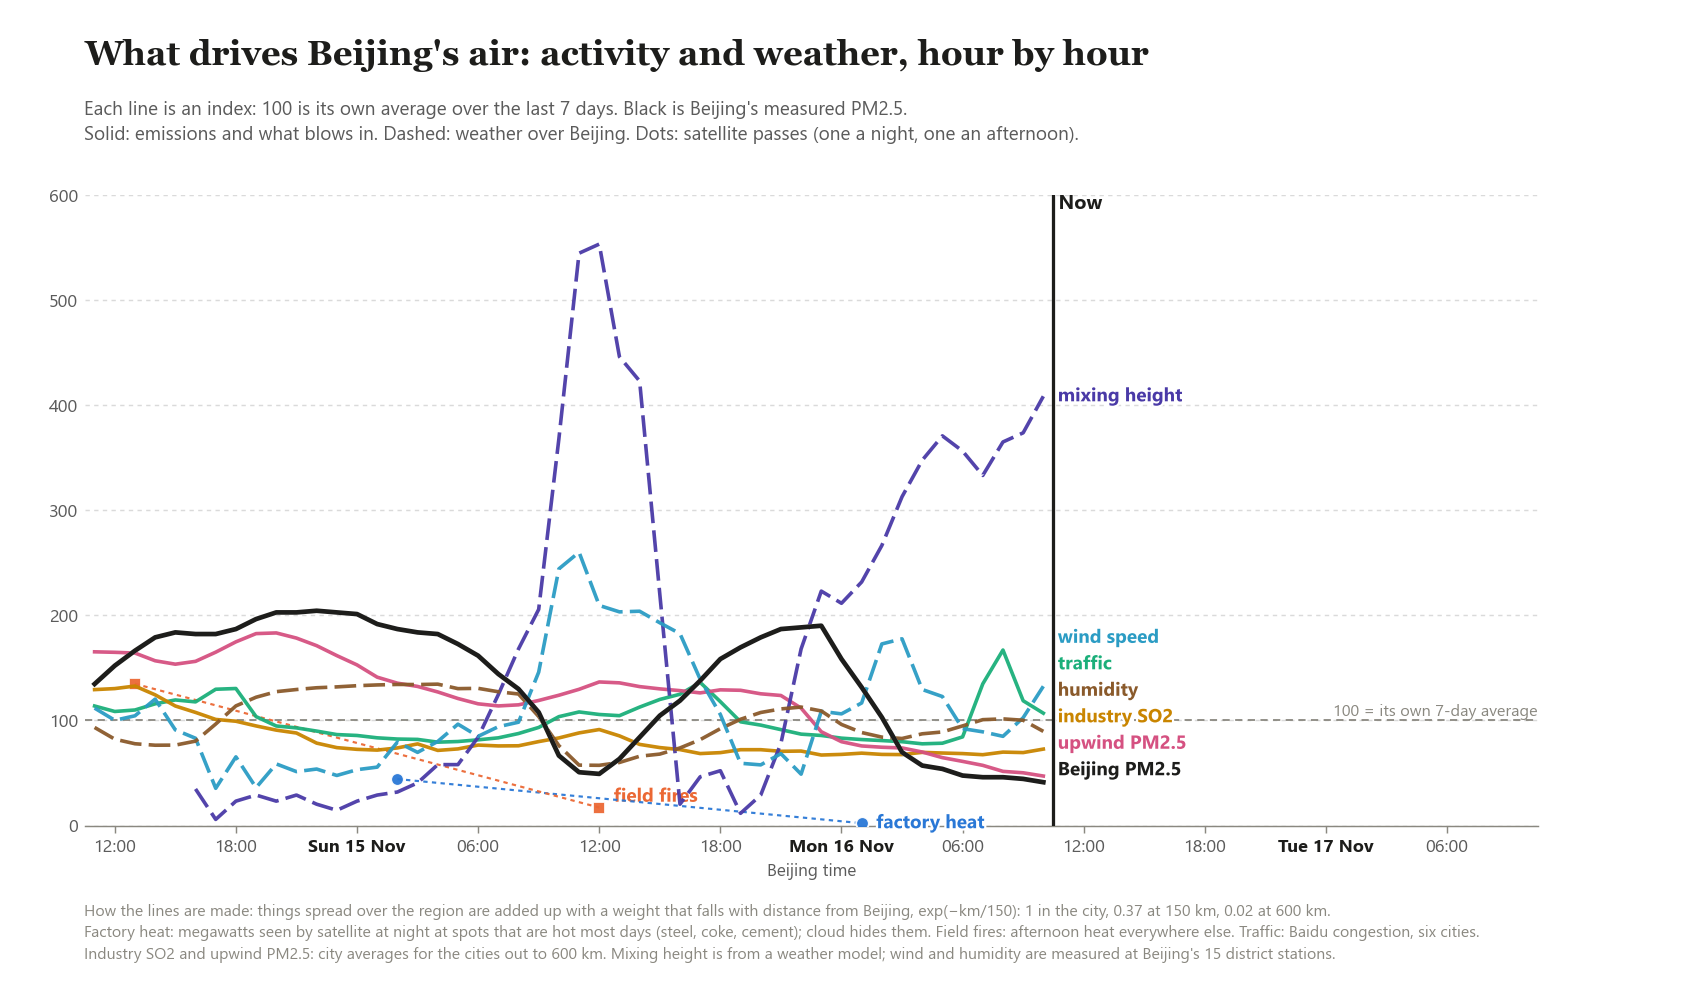 What drives Beijing's air: activity and weather, hour by hour
Each line is an index: 100 is its own average over the last 7 days. Black is Beijing's measured PM2.5.
Solid: emissions and what blows in. Dashed: weather over Beijing. Dots: satellite passes (one a night, one an afternoon).
600
Now
500
mixing height
400
300
200
wind speed
traffic
humidity
100 = its own 7-day average
industry SO2
100
upwind PM2.5
Beijing PM2.5
field fires
factory heat
0
12:00 18:00 Sun 15 Nov 06:00 12:00 18:00 Mon 16 Nov 06:00 12:00 18:00 Tue 17 Nov 06:00
Beijing time
How the lines are made: things spread over the region are added up with a weight that falls with distance from Beijing, exp(−km/150): 1 in the city, 0.37 at 150 km, 0.02 at 600 km.
Factory heat: megawatts seen by satellite at night at spots that are hot most days (steel, coke, cement); cloud hides them. Field fires: afternoon heat everywhere else. Traffic: Baidu congestion, six cities.
Industry SO2 and upwind PM2.5: city averages for the cities out to 600 km. Mixing height is from a weather model; wind and humidity are measured at Beijing's 15 district stations.